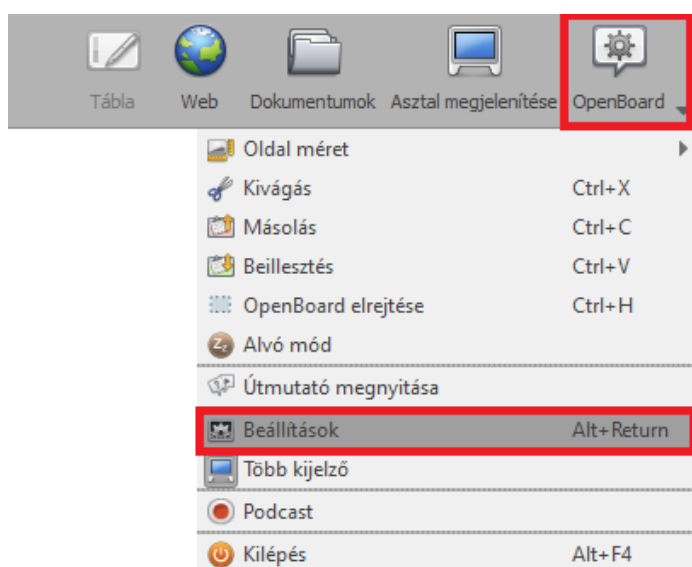 Tábla Web Dokumentumok Asztal megjelenítése OpenBoard
Oldal méret
Kivágás Ctrl+X
Másolás Ctrl+C
Beillesztés Ctrl+V
OpenBoard elrejtése Ctrl+H
Zz Alvó mód
Útmutató megnyitása
Beállítások Alt+Return
Több kijelző
Podcast
Kilépés Alt+F4